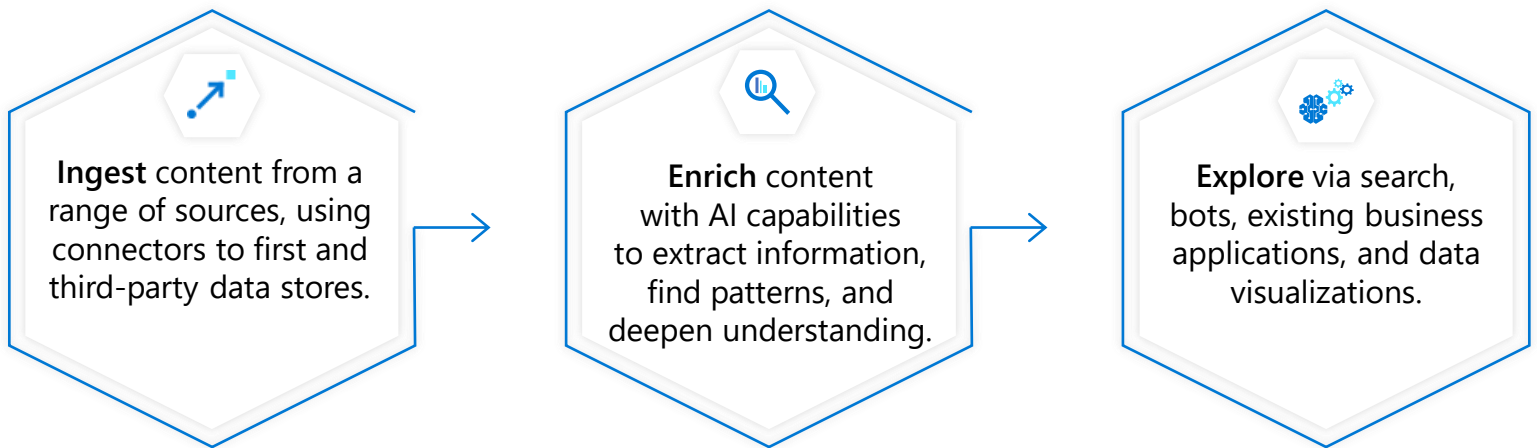 Ingest content from a
range of sources, using
connectors to first and
third-party data stores.
Enrich content
with AI capabilities
to extract information,
find patterns, and
deepen understanding.
Explore via search,
bots, existing business
applications, and data
visualizations.